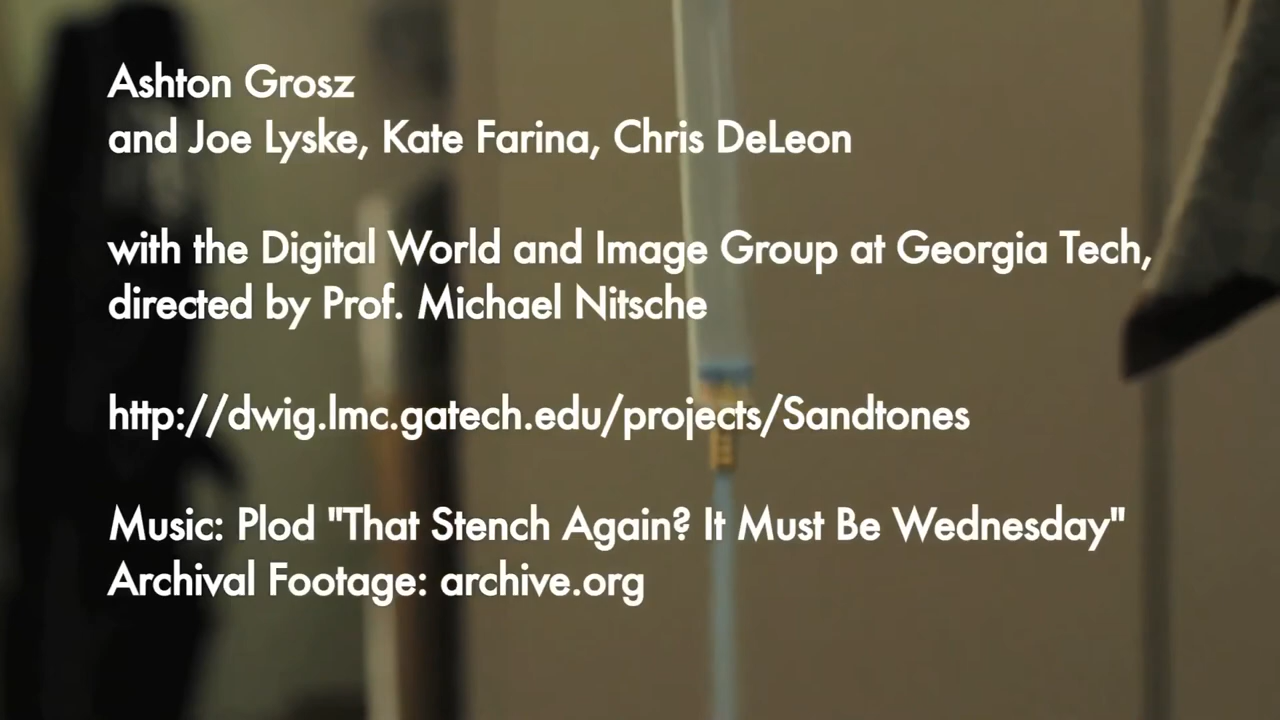 Ashton Grosz
and Joe Lyske, Kate Farina, Chris DeLeon
with the Digital World and Image Group at Georgia Tech,
directed by Prof. Michael Nitsche
http://dwig.lmc.gatech.edu/projects/Sandtones
Music: Plod "That Stench Again? It Must Be Wednesday"
Archival Footage: archive.org